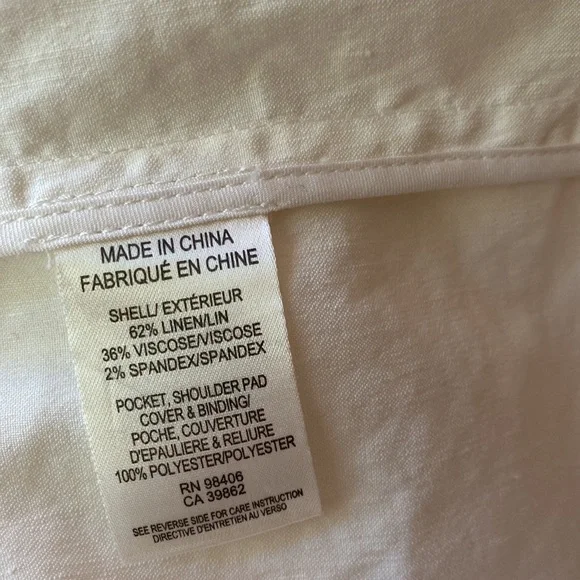 MADE IN CHINA
FABRIQUÉ EN CHINE
SHELL/ EXTÉRIEUR
62% LINEN/LIN
36% VISCOSE/VISCOSE
2% SPANDEX/SPANDEX
POCKET, SHOULDER PAD
COVER & BINDING/
POCHE, COUVERTURE
D'EPAULIERE & RELIURE
100% POLYESTER/POLYESTER
RN 98406
CA 39862
SEE REVERSE SIDE FOR CARE INSTRUCTION
DIRECTIVE D'ENTRETIEN AU VERSO